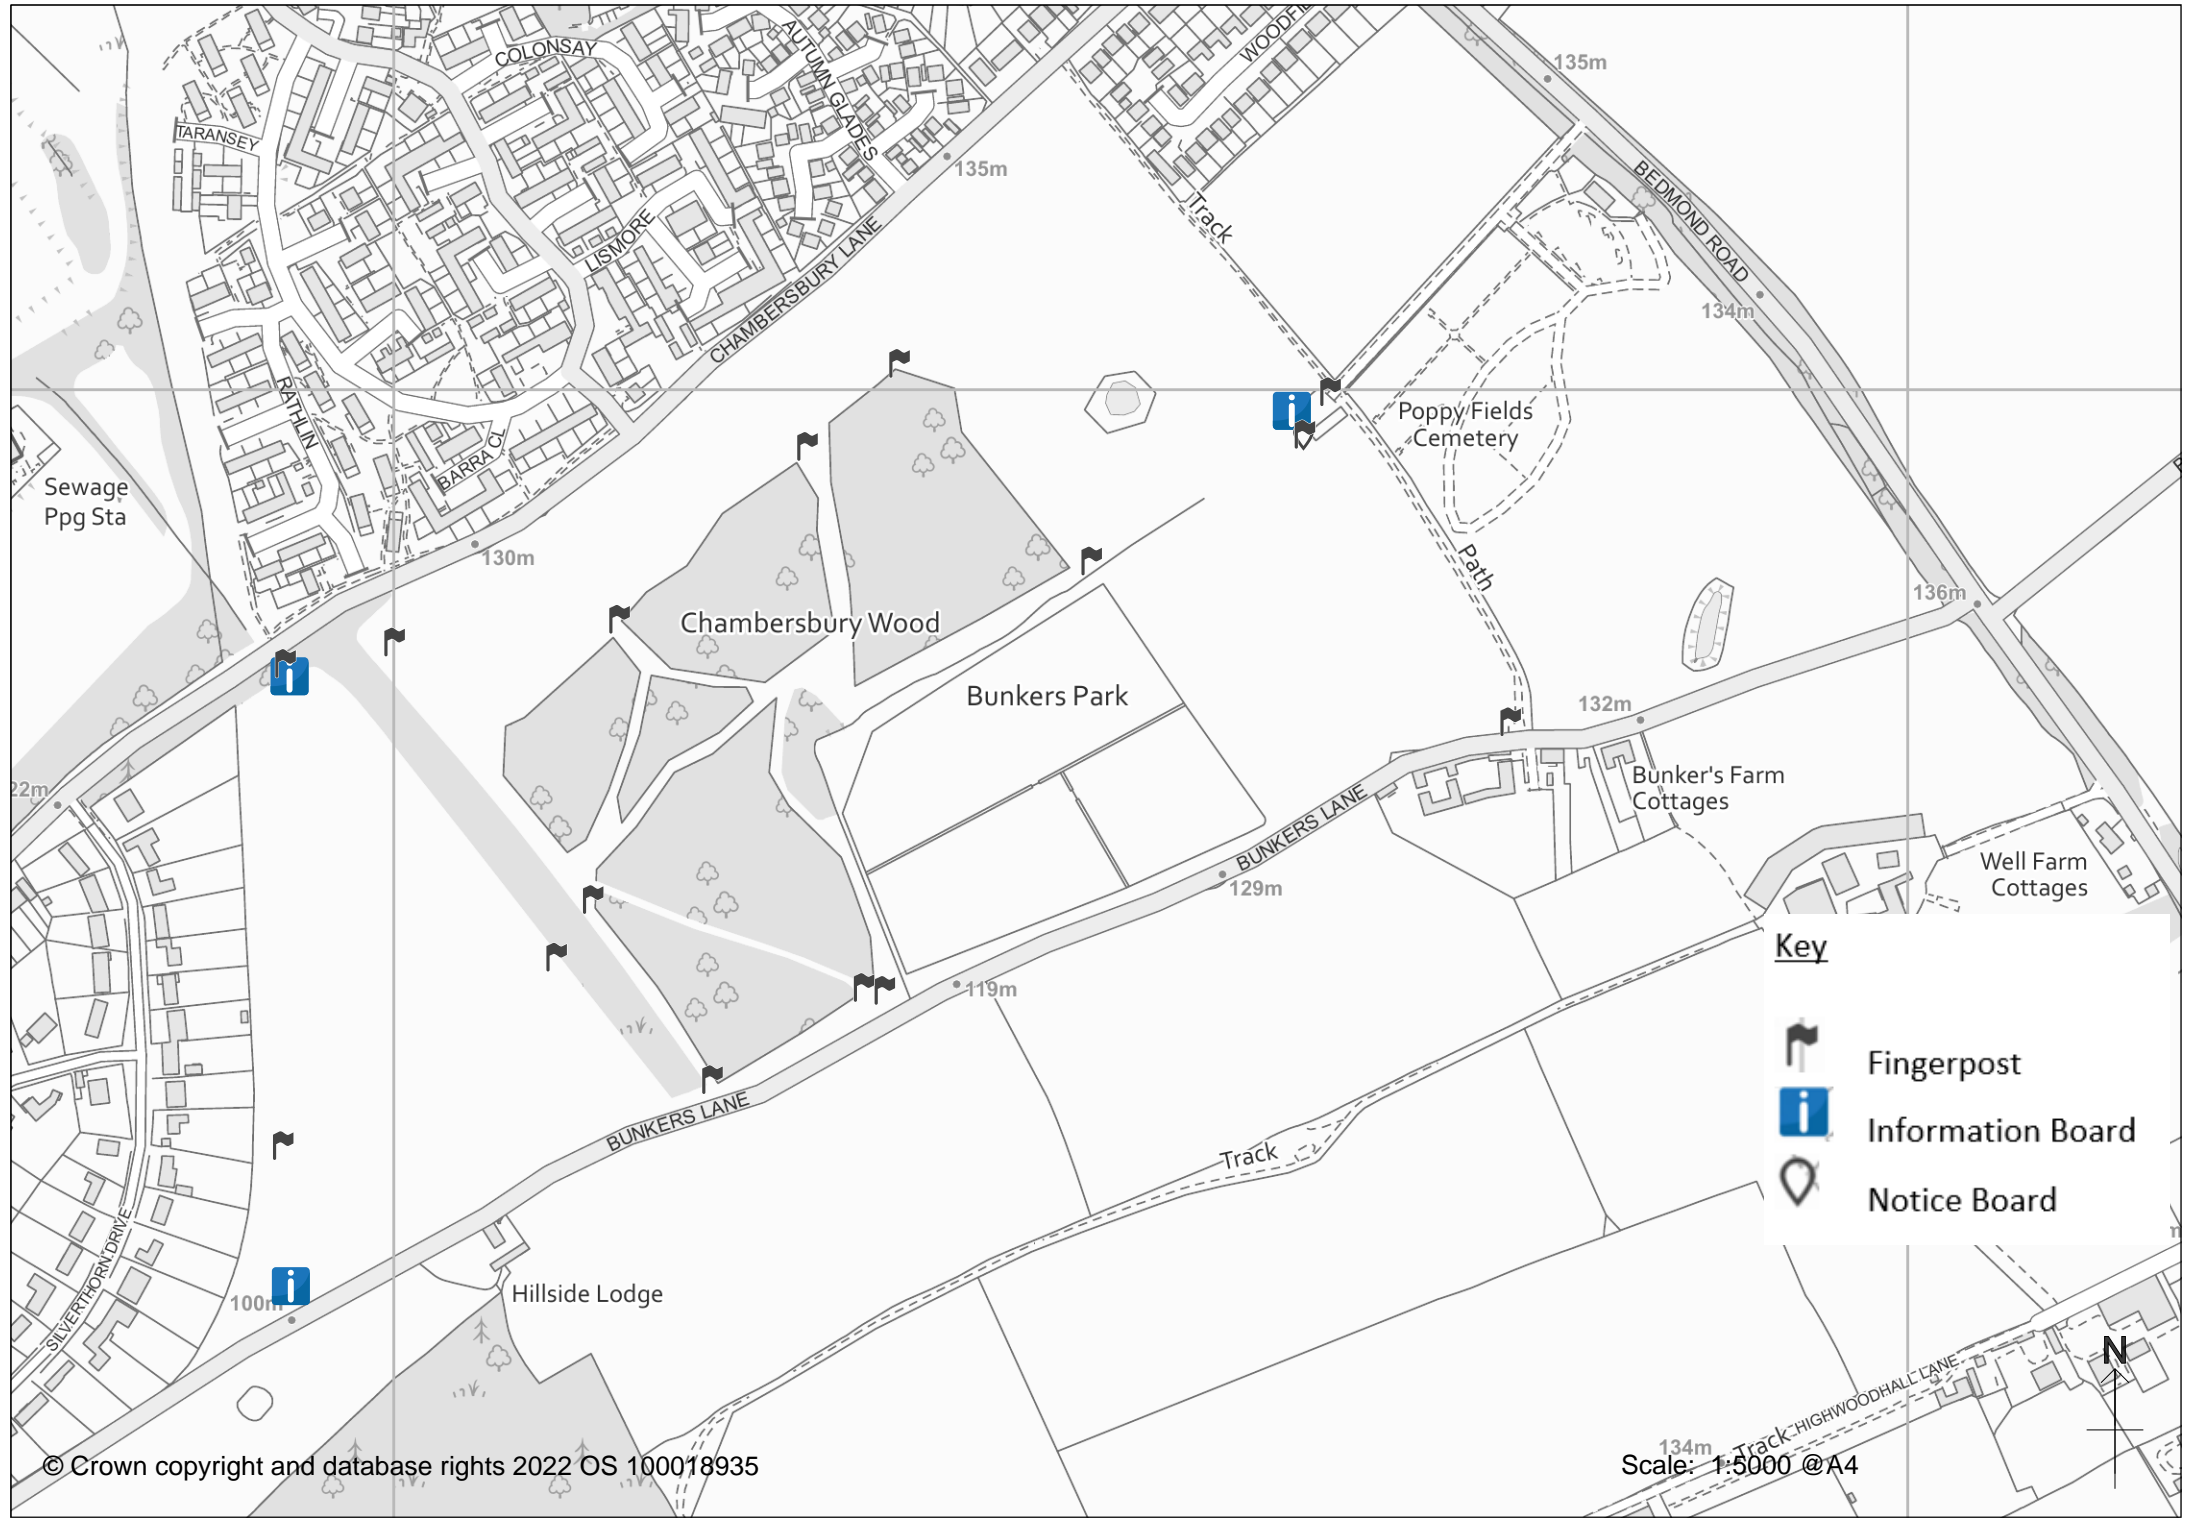 COLONSAY
AUTUMN GLADES
135m
TARANSEY
135m
Track
BEDMOND ROAD
LISMORE
CHAMBERSBURY LANE
134m
RATHLIN
BARRA CL
Poppy Fields
Cemetery
Sewage
Ppg Sta
130m
Path
136m
Chambersbury Wood
Bunkers Park
132m
Bunker's Farm
Cottages
22m
BUNKERS LANE
129m
Well Farm
Cottages
119m
Key
Fingerpost
Information Board
Notice Board
BUNKERS LANE
Track
SILVERTHORN DRIVE
100m
Hillside Lodge
N
HIGHWOODHALL LANE
134m
Track
© Crown copyright and database rights 2022 OS 100018935
Scale: 1:5000 @A4